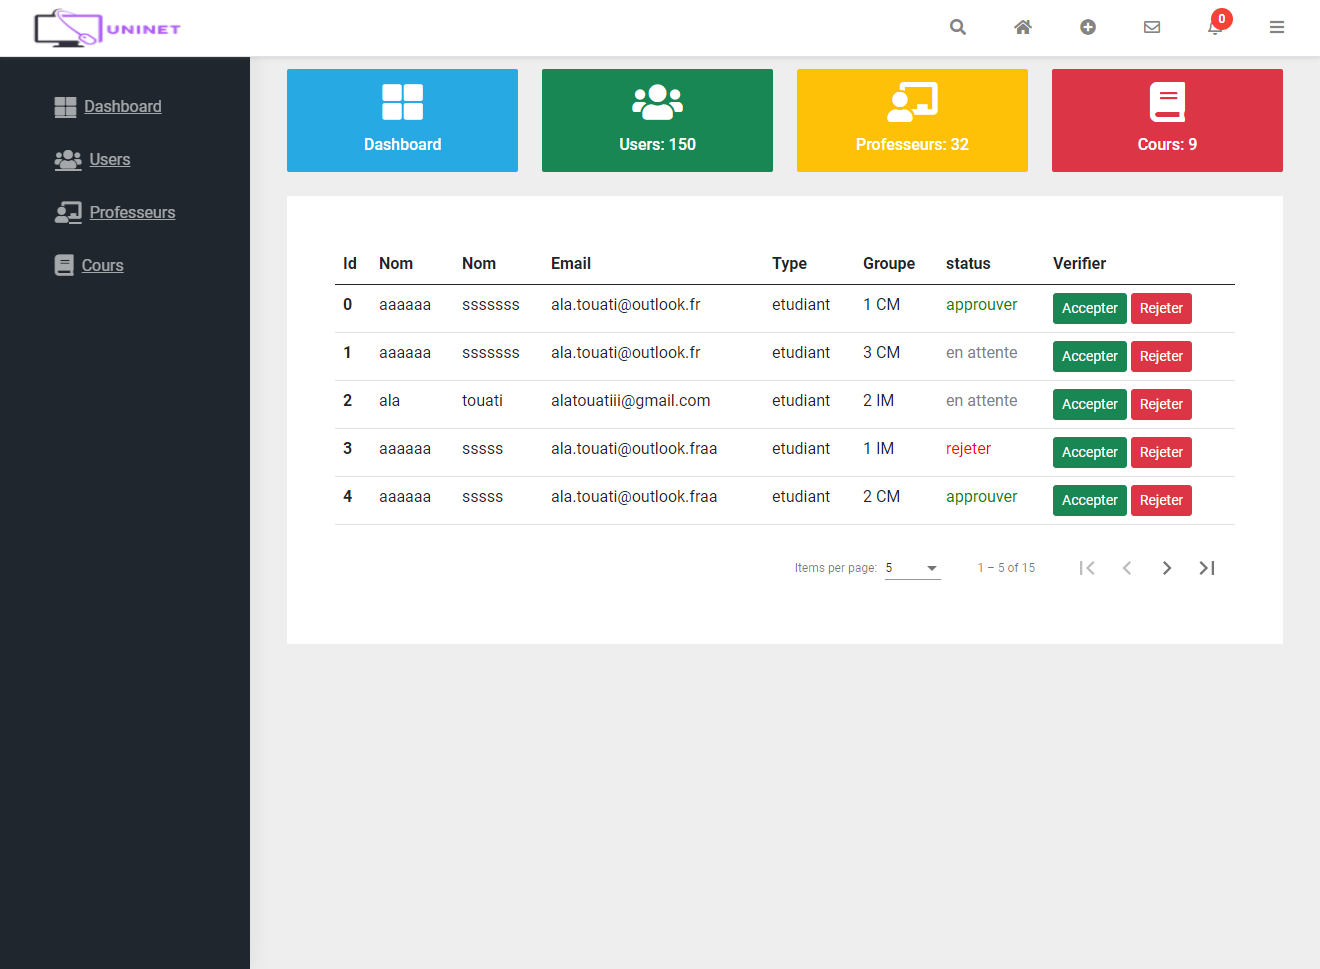 UNINET
0
Dashboard
Users
Professeurs
Cours
Dashboard
Users: 150
Professeurs: 32
Cours: 9
Id Nom Nom Email Type Groupe status Verifier
0 aaaaaa sssssss ala.touati@outlook.fr etudiant 1 CM approuver Accepter Rejeter
1 aaaaaa sssssss ala.touati@outlook.fr etudiant 3 CM en attente Accepter Rejeter
2 ala touati alatouatiii@gmail.com etudiant 2 IM en attente Accepter Rejeter
3 aaaaaa sssss ala.touati@outlook.fraa etudiant 1 IM rejeter Accepter Rejeter
4 aaaaaa sssss ala.touati@outlook.fraa etudiant 2 CM approuver Accepter Rejeter
Items per page: 5 1 – 5 of 15